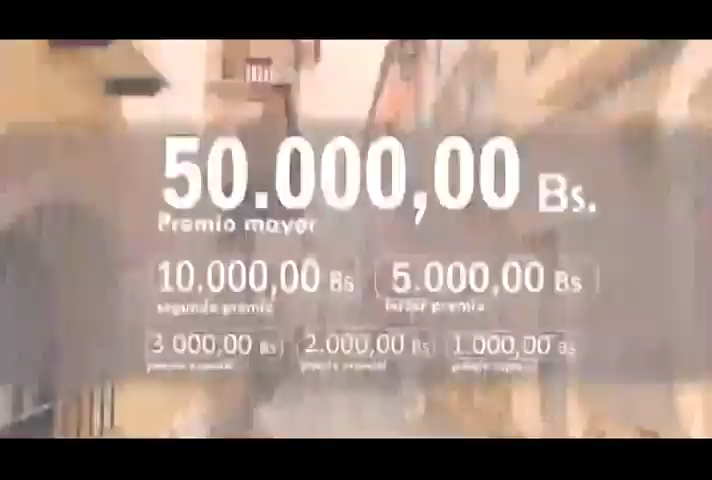 50.000,00 Bs.
Premio mayor
10.000,00 Bs 5.000,00 Bs
segundo premio tercer premio
3.000,00 Bs 2.000,00 Bs 1.000,00 Bs